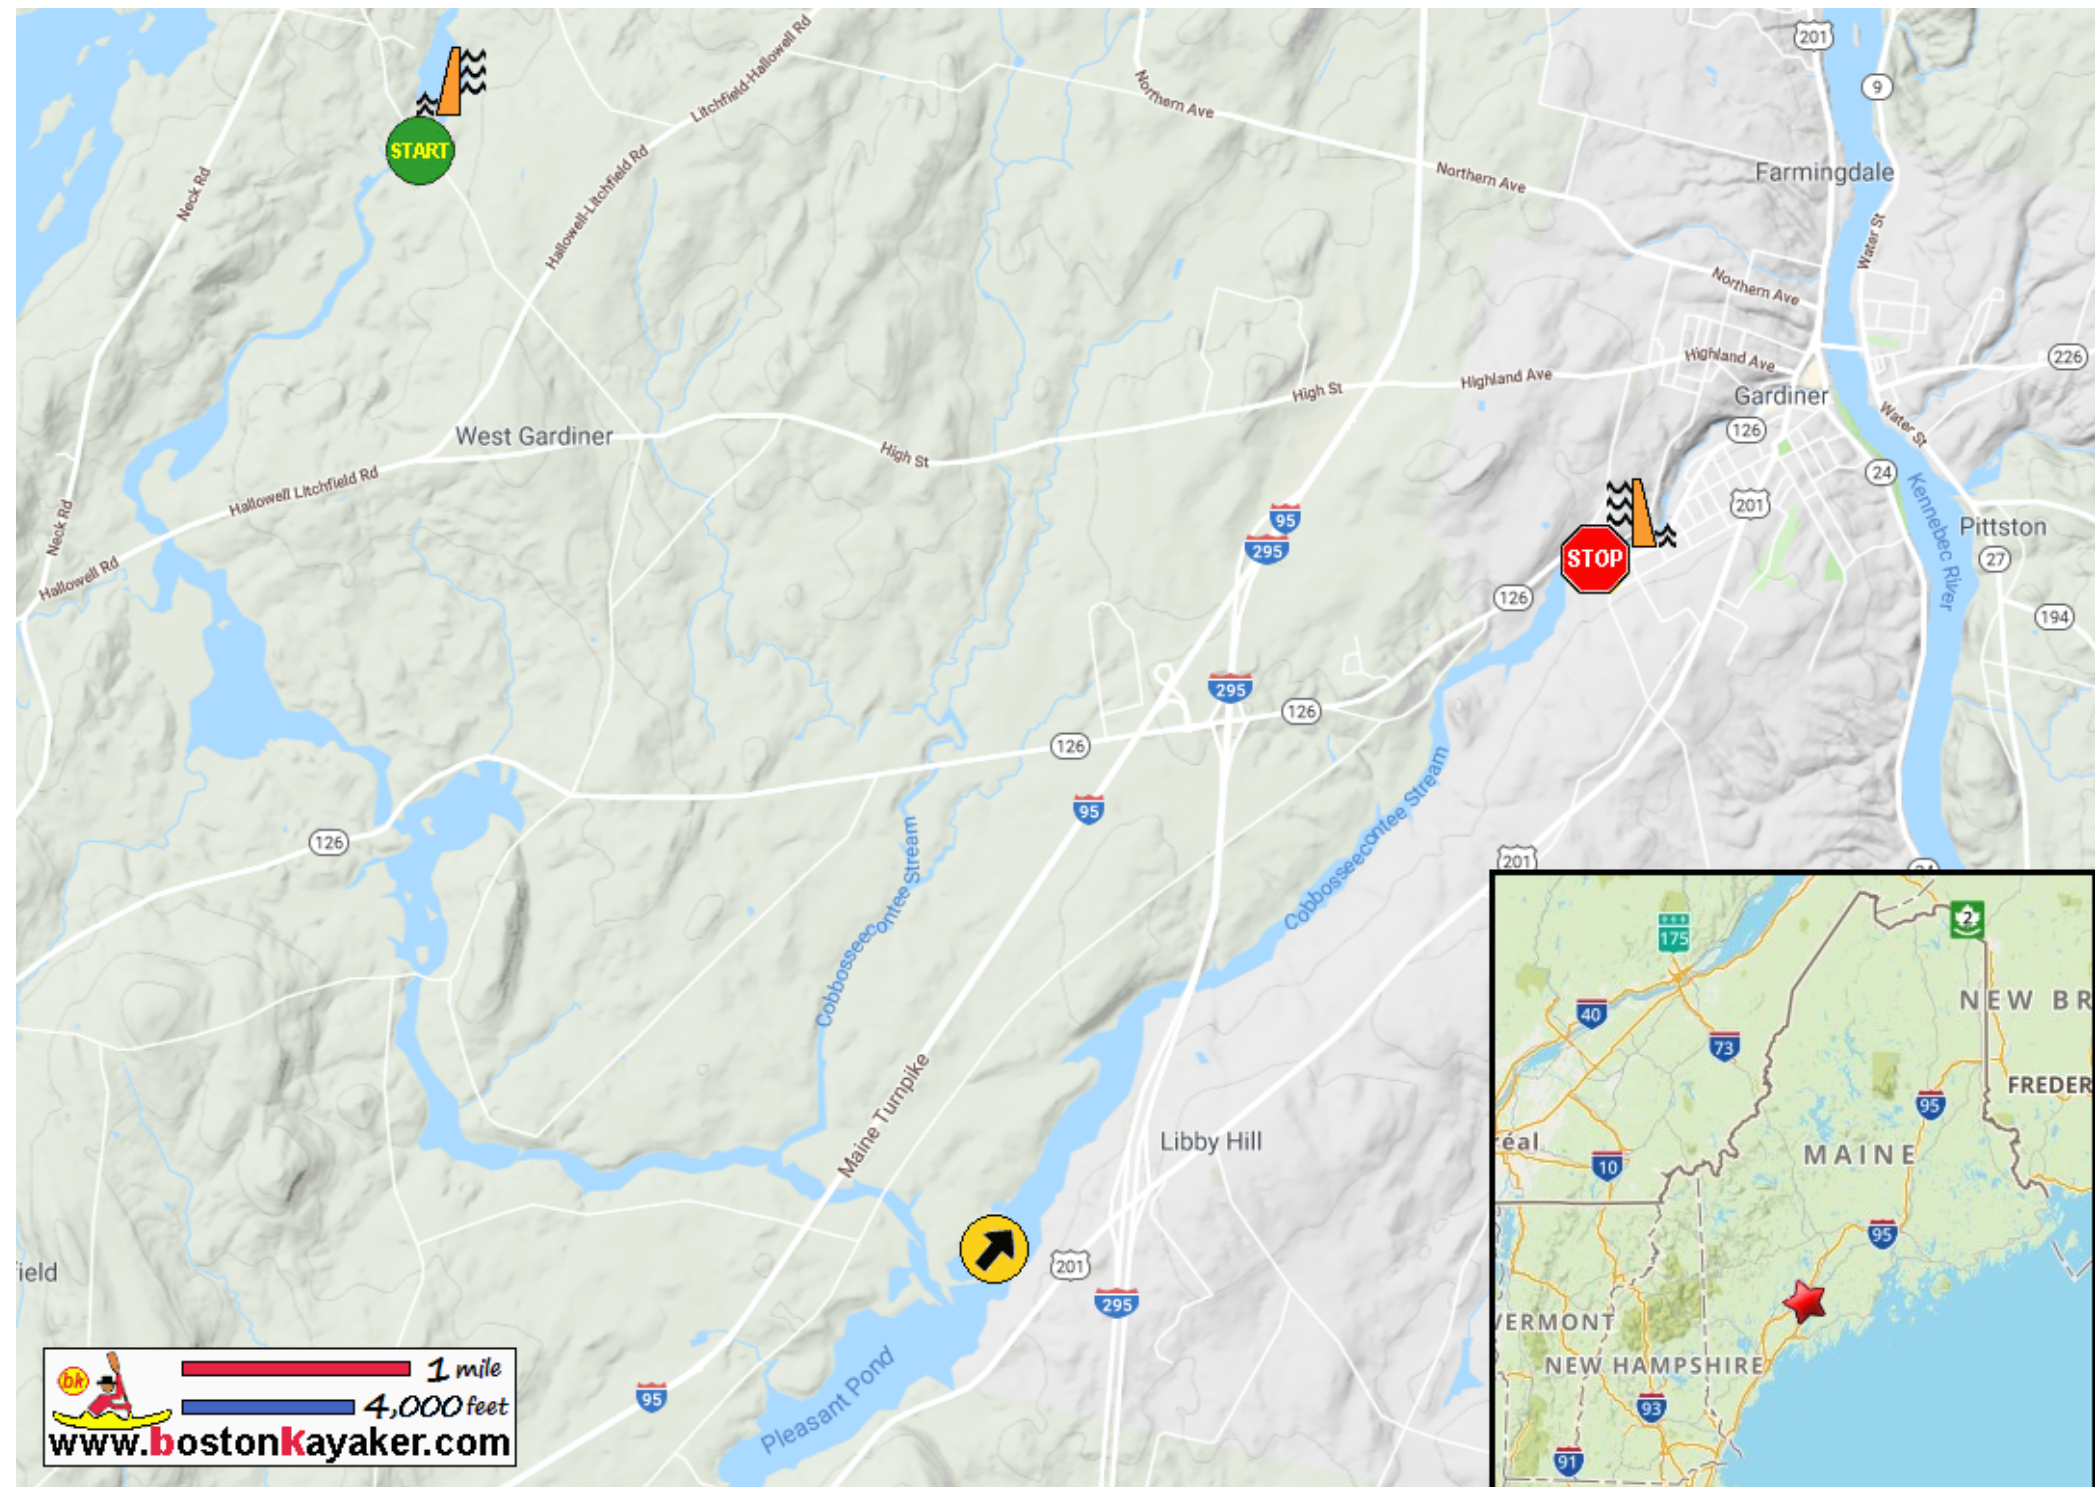 201
9
Litchfield-Hallowell Rd
Northern Ave
START
Neck Rd
Hallowell-Litchfield Rd
Northern Ave
Farmingdale
Water St
Northern Ave
226
Highland Ave
High St
Highland Ave
Gardiner
Water St
126
West Gardiner
High St
24
Hallowell Litchfield Rd
Neck Rd
95
201
Kennebec River
Pittston
295
STOP
27
Hallowell Rd
126
194
295
126
126
Cobbosseecontee Stream
95
126
Cobbosseecontee Stream
201
Maine Turnpike
Libby Hill
201
295
ield
95
Pleasant Pond
bk
1 mile
4,000 feet
www.bostonkayaker.com
2
175
NEW BR
40
73
FREDER
95
réal
MAINE
10
95
VERMONT
NEW HAMPSHIRE
93
91